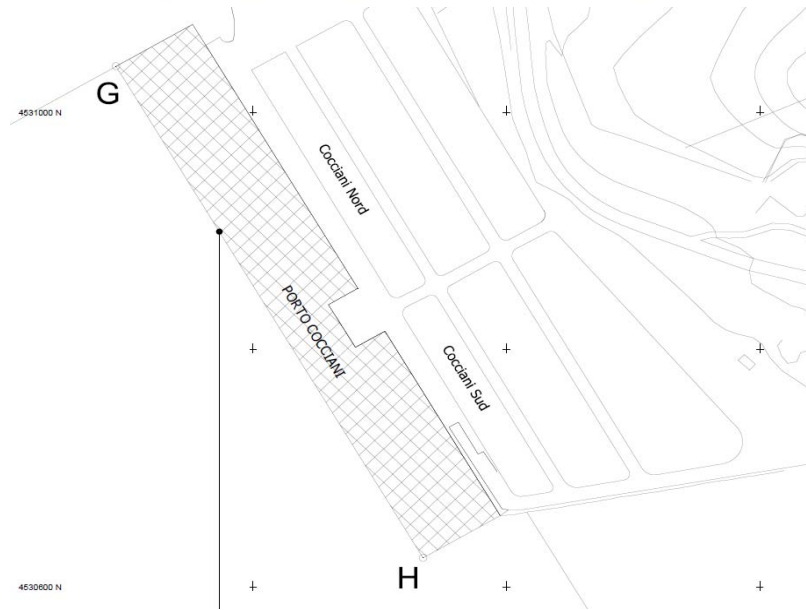 G
4531000 N
Cocciani Nord
PORTO COCCIANI
Cocciani Sud
H
4530600 N